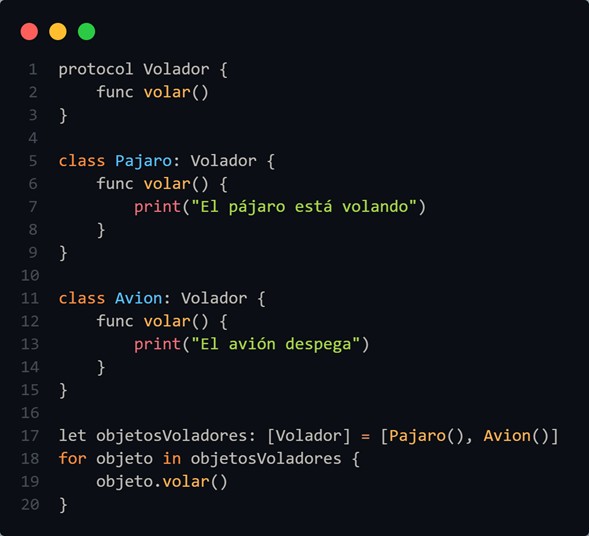 1 protocol Volador {
2     func volar()
3 }
4
5 class Pajaro: Volador {
6     func volar() {
7         print("El pájaro está volando")
8     }
9 }
10
11 class Avion: Volador {
12     func volar() {
13         print("El avión despega")
14     }
15 }
16
17 let objetosVoladores: [Volador] = [Pajaro(), Avion()]
18 for objeto in objetosVoladores {
19     objeto.volar()
20 }